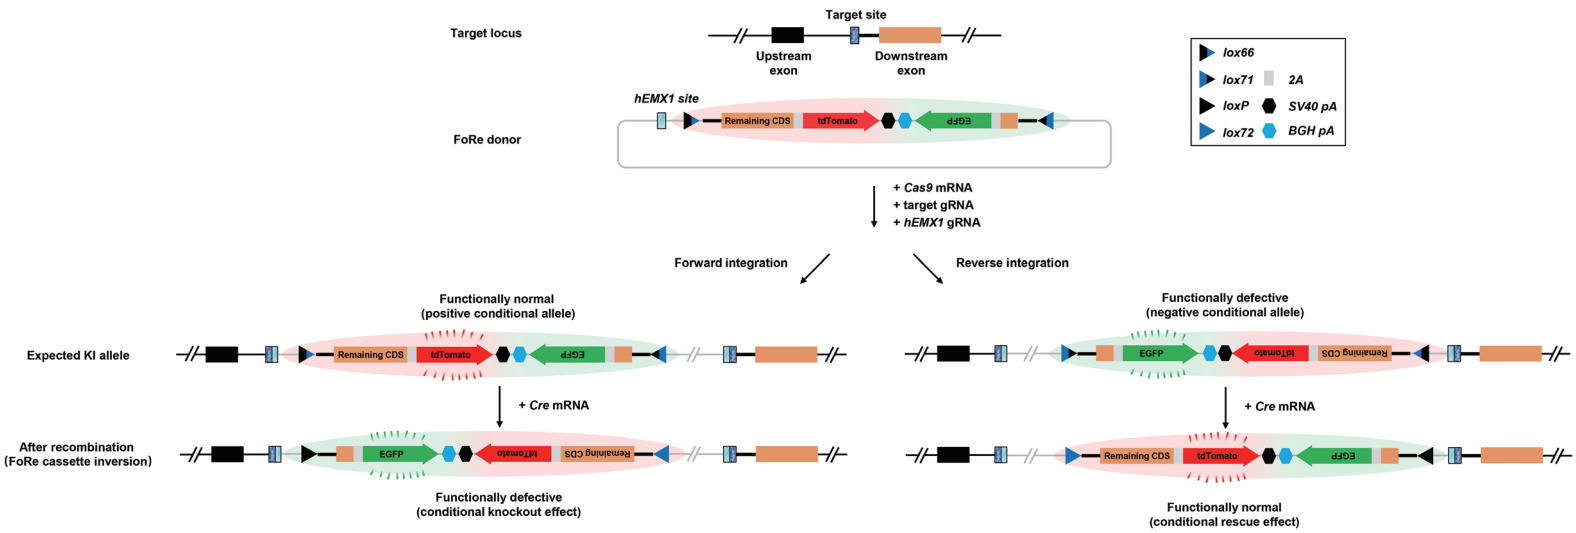 Target locus
Target site
Upstream
exon
Downstream
exon
lox66
lox71
2A
loxP
SV40 pA
lox72
BGH pA
hEMX1 site
FoRe donor
Remaining CDS
tdTomato
EGFP
+ Cas9 mRNA
+ target gRNA
+ hEMX1 gRNA
Forward integration
Reverse integration
Functionally normal
(positive conditional allele)
Functionally defective
(negative conditional allele)
Expected KI allele
Remaining CDS
tdTomato
EGFP
EGFP
tdTomato
Remaining CDS
+ Cre mRNA
+ Cre mRNA
After recombination
(FoRe cassette inversion)
EGFP
tdTomato
Remaining CDS
Remaining CDS
tdTomato
EGFP
Functionally defective
(conditional knockout effect)
Functionally normal
(conditional rescue effect)